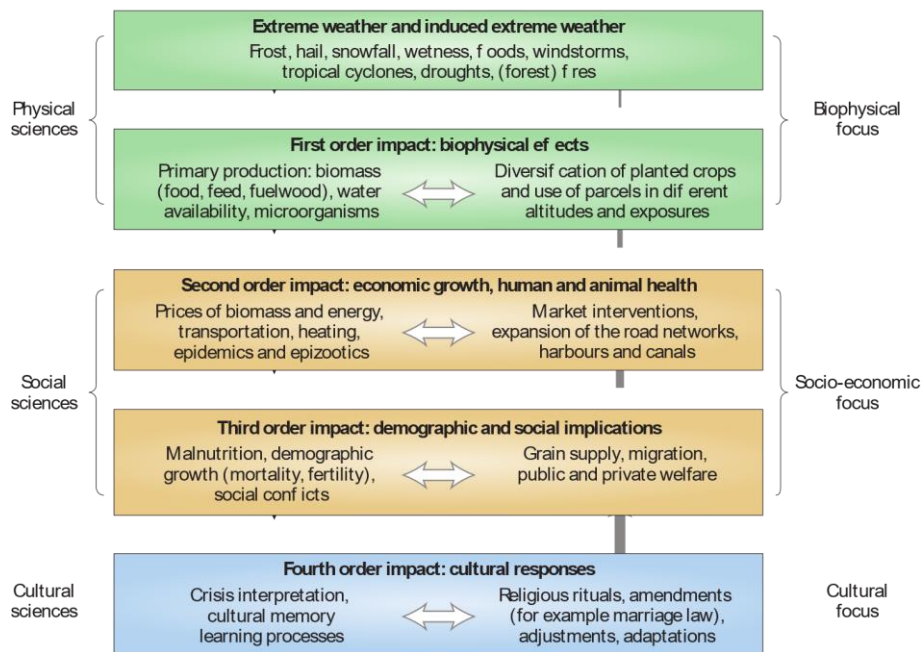 Extreme weather and induced extreme weather
Frost, hail, snowfall, wetness, f oods, windstorms,
tropical cyclones, droughts, (forest) f res
Physical
sciences
Biophysical
focus
First order impact: biophysical ef ects
Primary production: biomass
(food, feed, fuelwood), water
availability, microorganisms
Diversif cation of planted crops
and use of parcels in dif erent
altitudes and exposures
Second order impact: economic growth, human and animal health
Prices of biomass and energy,
transportation, heating,
epidemics and epizootics
Market interventions,
expansion of the road networks,
harbours and canals
Social
sciences
Socio-economic
focus
Third order impact: demographic and social implications
Malnutrition, demographic
growth (mortality, fertility),
social conf icts
Grain supply, migration,
public and private welfare
Fourth order impact: cultural responses
Cultural
sciences
Crisis interpretation,
cultural memory
learning processes
Religious rituals, amendments
(for example marriage law),
adjustments, adaptations
Cultural
focus